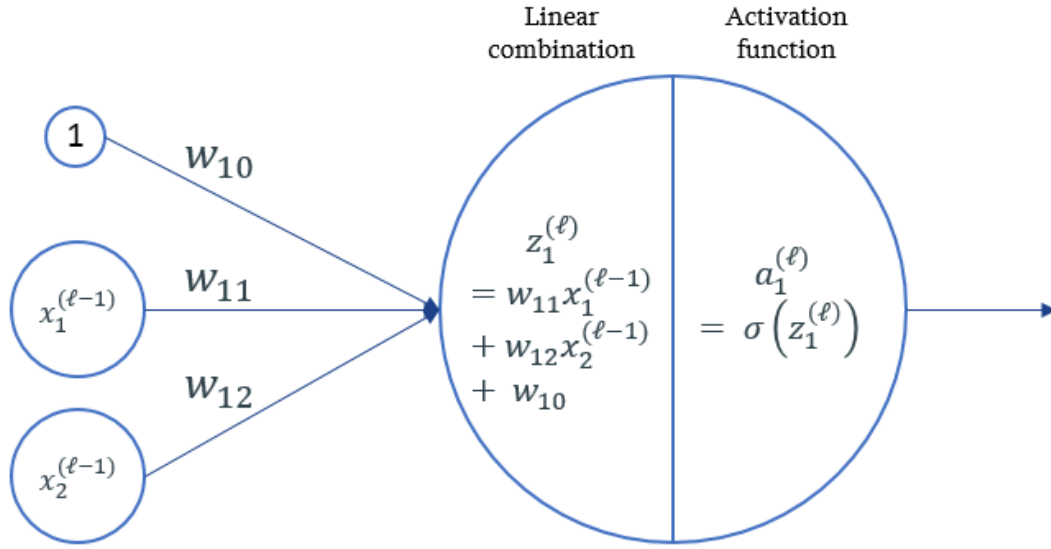 Linear
combination
Activation
function
1
w₁₀
w₁₁
w₁₂
x₁^(ℓ−1)
x₂^(ℓ−1)
z₁^(ℓ)
= w₁₁x₁^(ℓ−1)
+ w₁₂x₂^(ℓ−1)
+ w₁₀
a₁^(ℓ)
= σ(z₁^(ℓ))